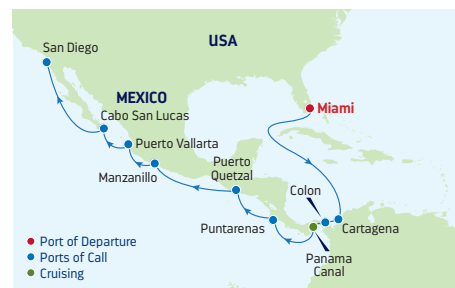 San Diego
USA
MEXICO
Cabo San Lucas
Miami
Puerto Vallarta
Manzanillo
Puerto
Quetzal
Colon
Puntarenas
Cartagena
Panama
Canal
Port of Departure
Ports of Call
Cruising